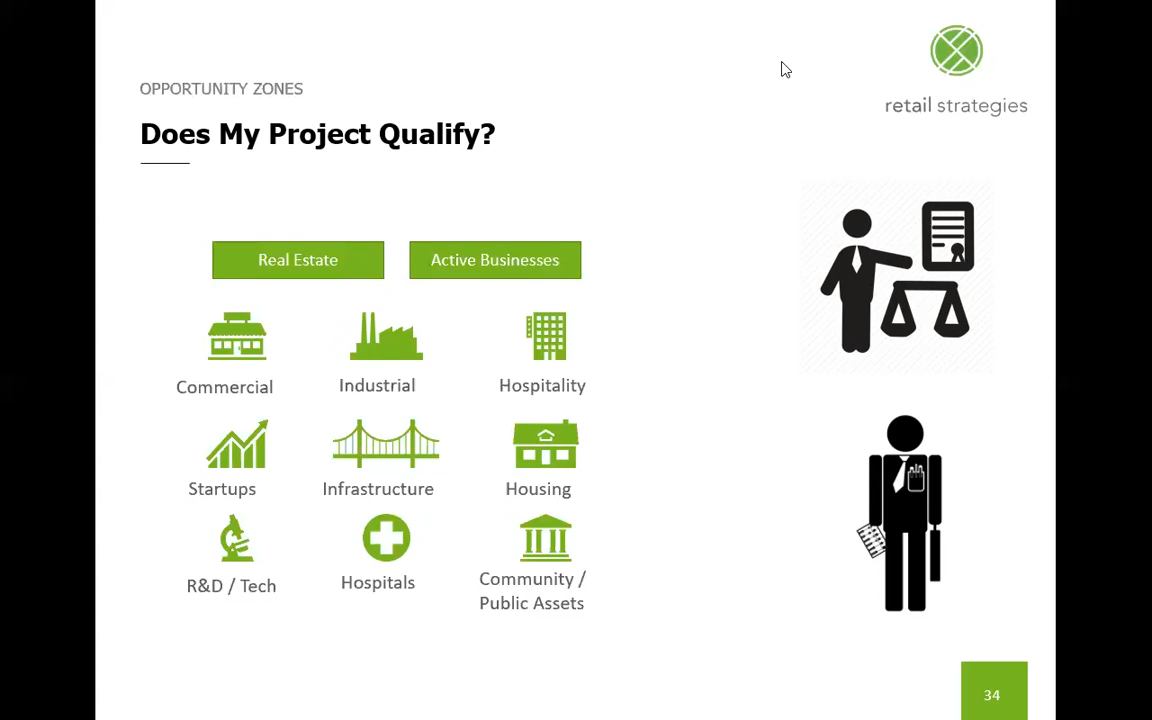 OPPORTUNITY ZONES
Does My Project Qualify?
retail strategies
Real Estate
Active Businesses
Commercial
Industrial
Hospitality
Startups
Infrastructure
Housing
R&D / Tech
Hospitals
Community /
Public Assets
34